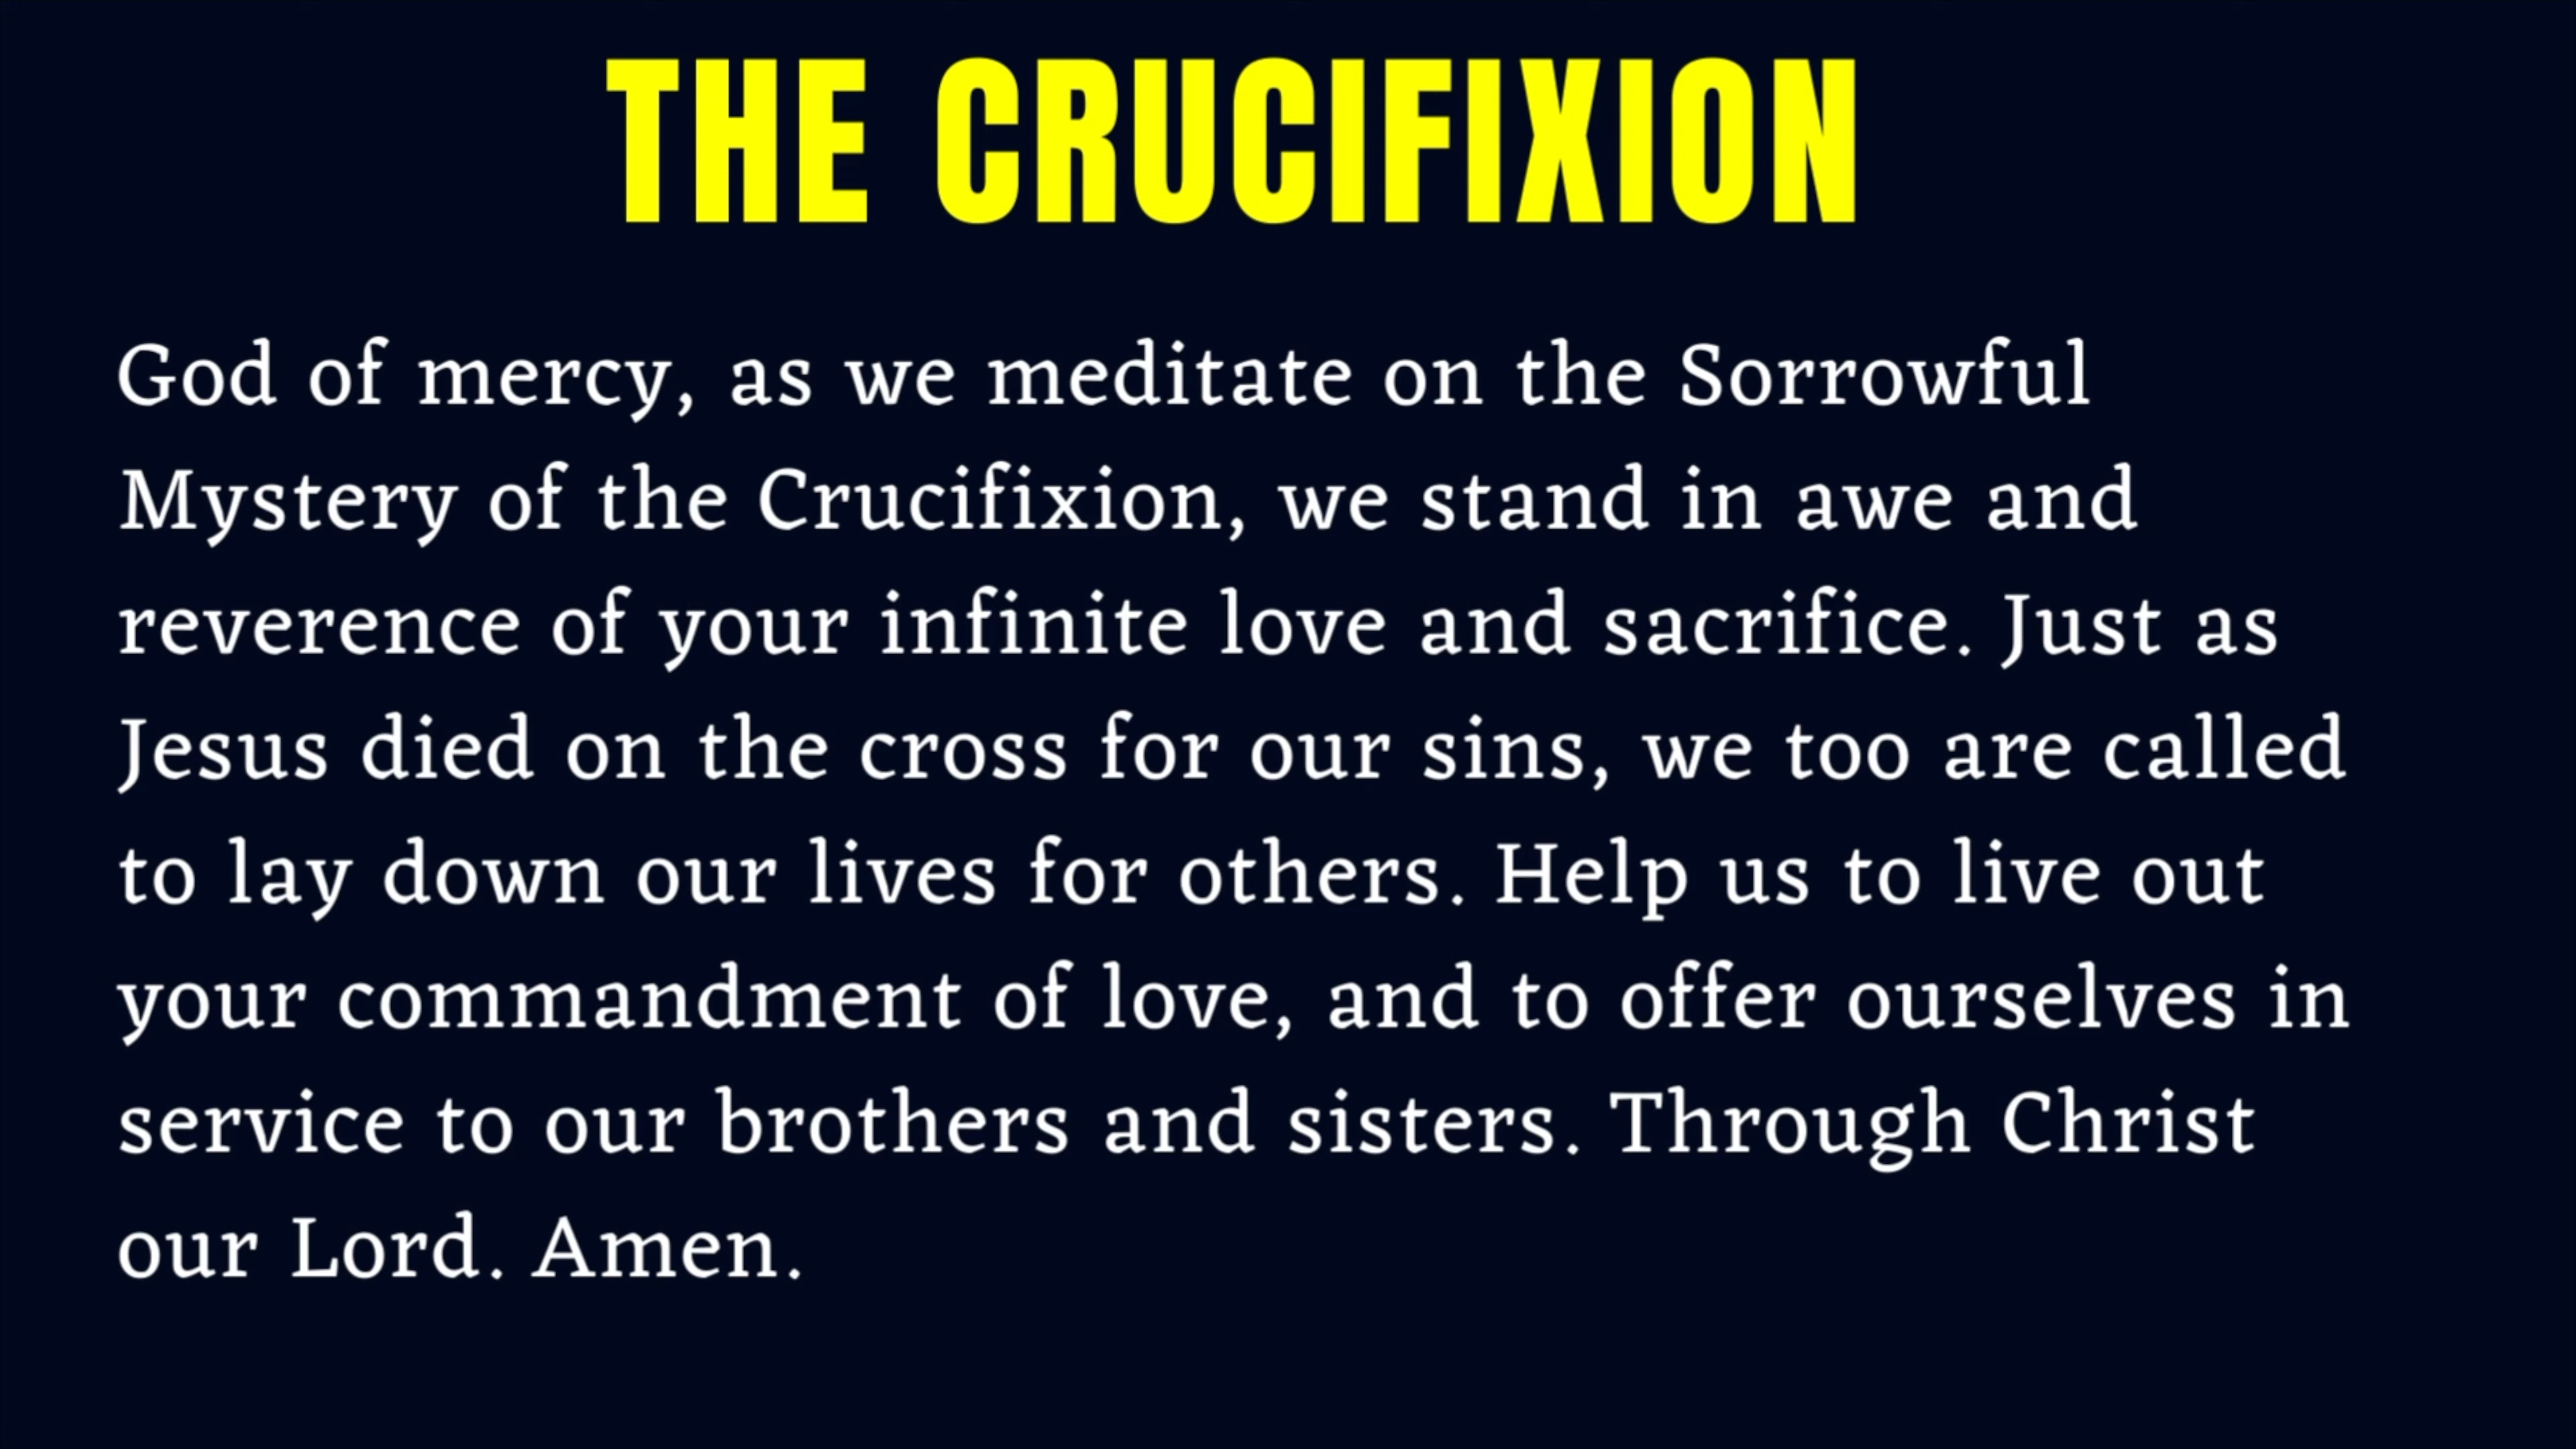 THE CRUCIFIXION
God of mercy, as we meditate on the Sorrowful
Mystery of the Crucifixion, we stand in awe and
reverence of your infinite love and sacrifice. Just as
Jesus died on the cross for our sins, we too are called
to lay down our lives for others. Help us to live out
your commandment of love, and to offer ourselves in
service to our brothers and sisters. Through Christ
our Lord. Amen.